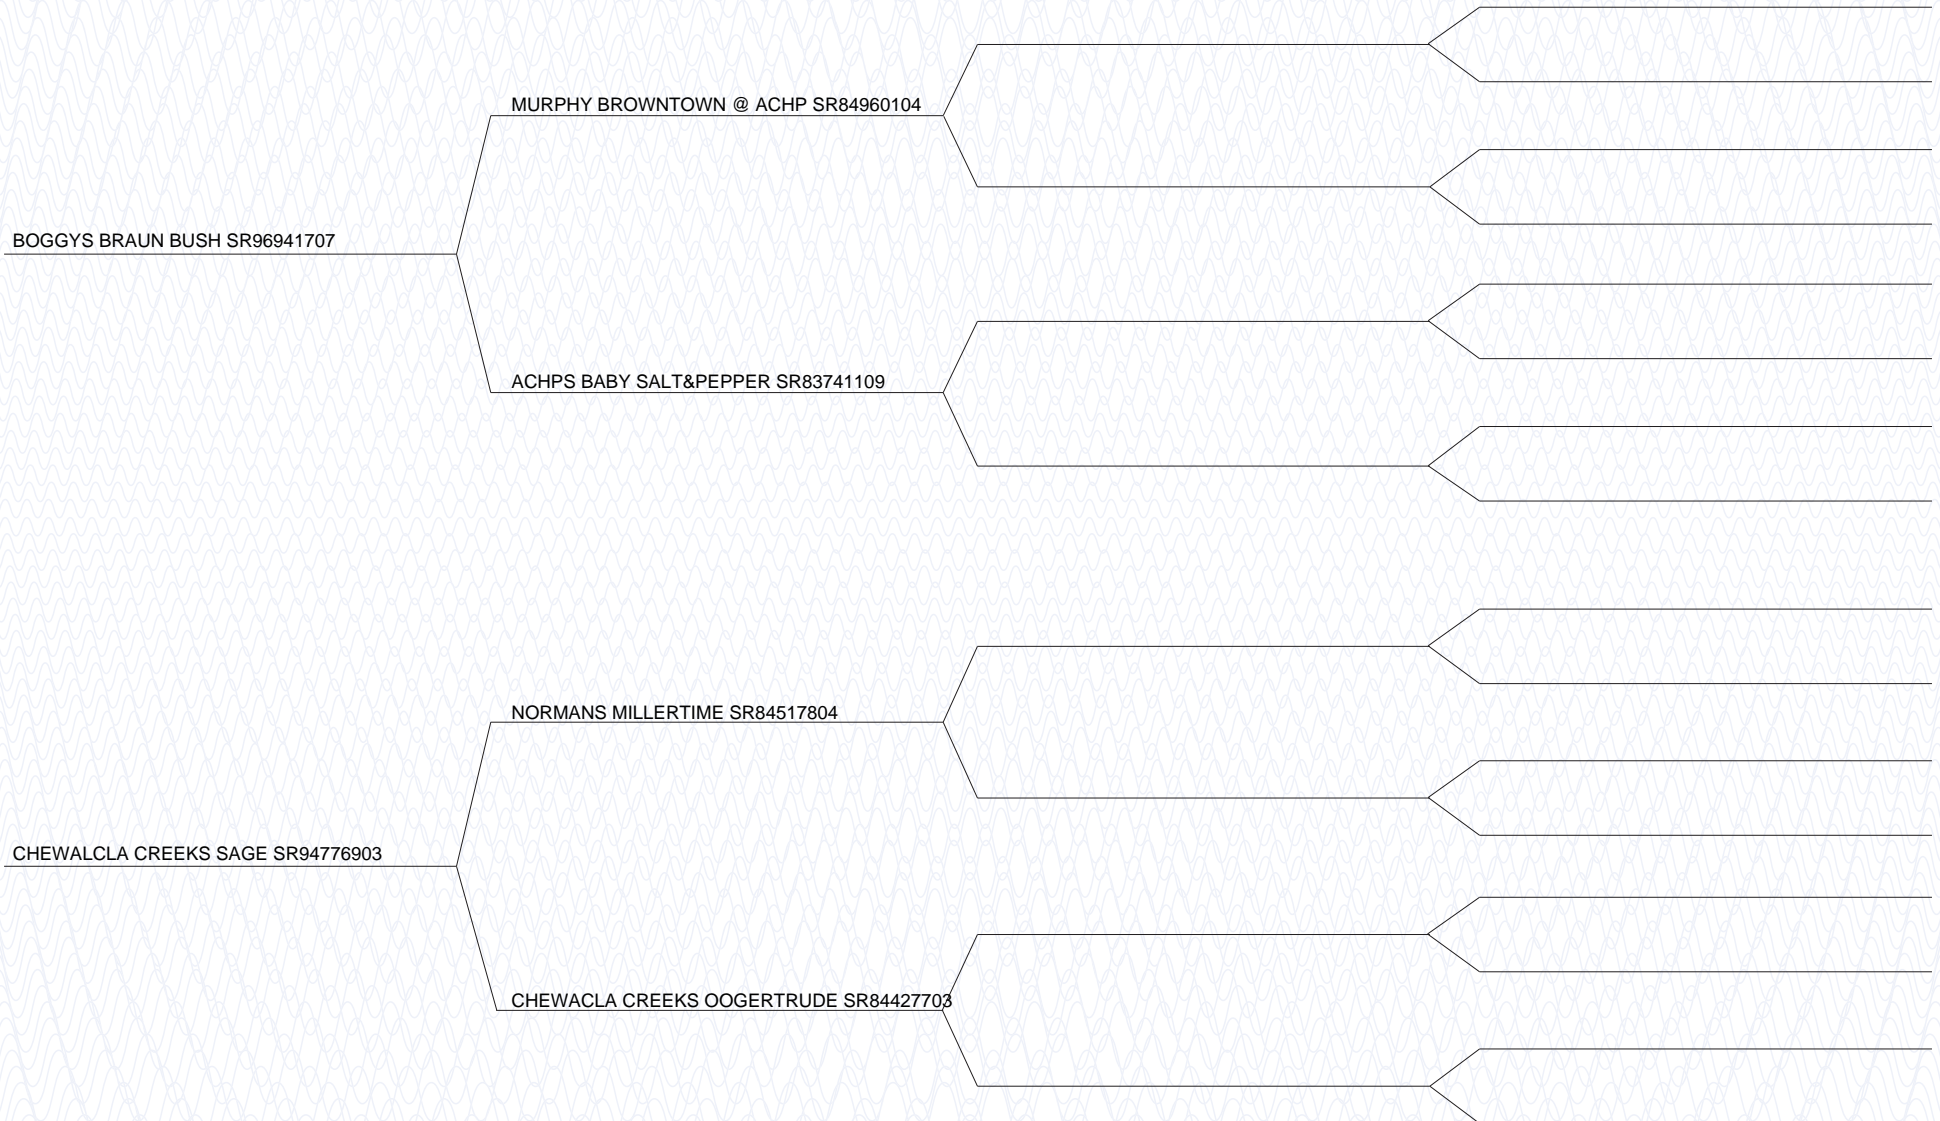 MURPHY BROWNTOWN @ ACHP SR84960104
BOGGYS BRAUN BUSH SR96941707
ACHPS BABY SALT&PEPPER SR83741109
NORMANS MILLERTIME SR84517804
CHEWALCLA CREEKS SAGE SR94776903
CHEWACLA CREEKS OOGERTRUDE SR84427703